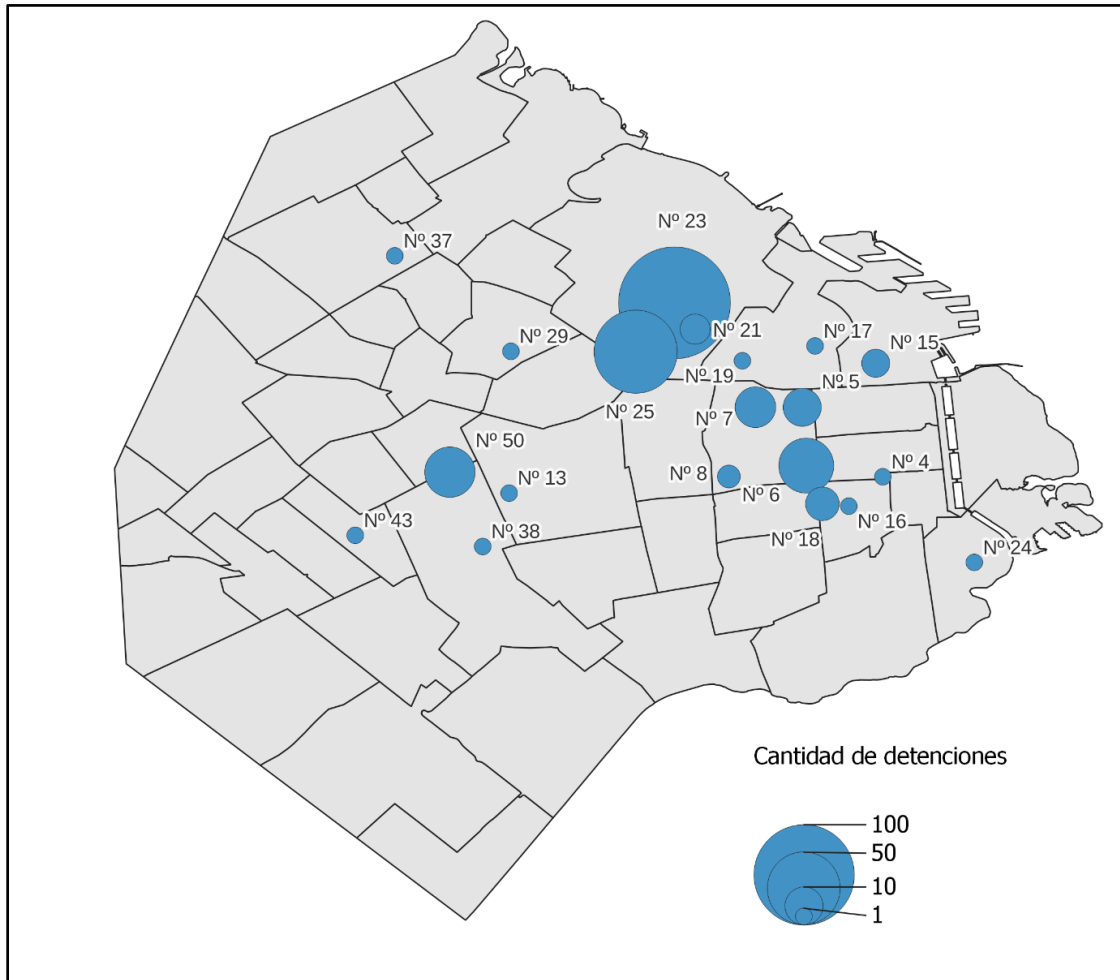 Nº 23
Nº 37
Nº 21
Nº 17
Nº 29
Nº 15
Nº 19
Nº 5
Nº 25
Nº 7
Nº 50
Nº 8
Nº 4
Nº 13
Nº 6
Nº 16
Nº 43
Nº 38
Nº 18
Nº 24
Cantidad de detenciones
100
50
10
1